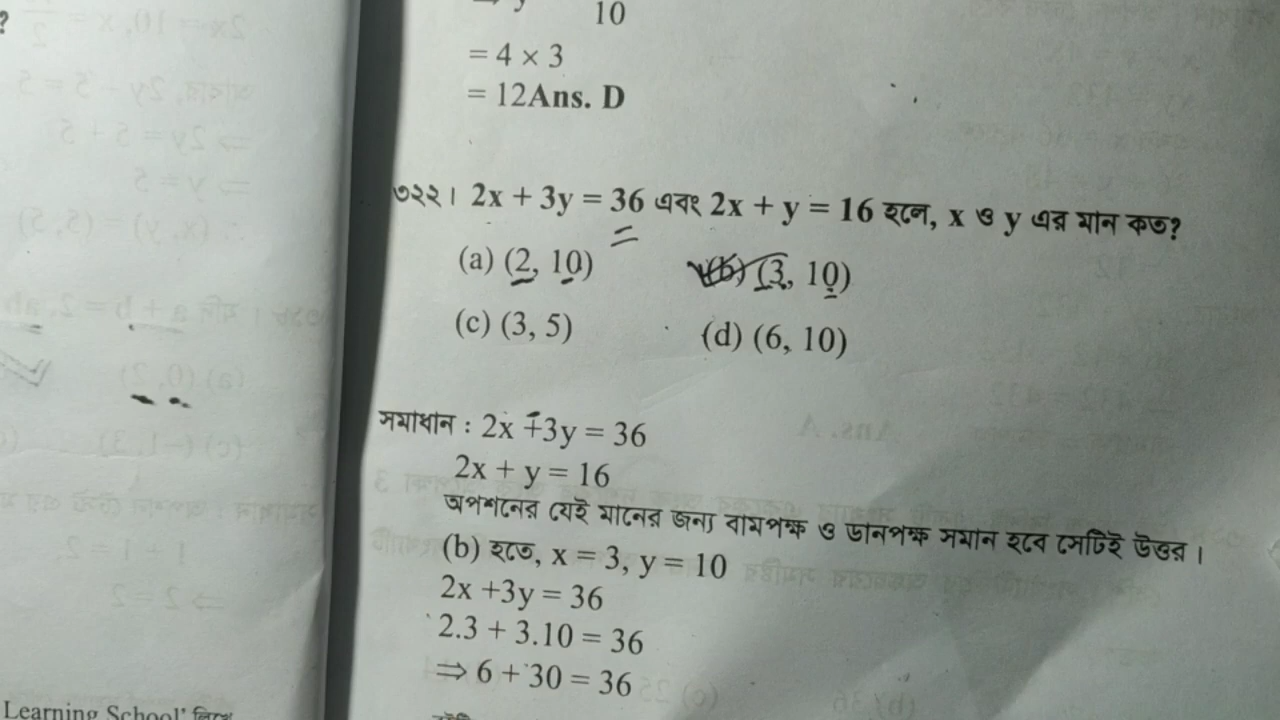 10
= 4 × 3
= 12Ans. D
৩২২। 2x + 3y = 36 এবং 2x + y = 16 হলে, x ও y এর মান কত?
(a) (2, 10) (b) (3, 10)
(c) (3, 5) (d) (6, 10)
সমাধান : 2x +3y = 36
2x + y = 16
অপশনের যেই মানের জন্য বামপক্ষ ও ডানপক্ষ সমান হবে সেটিই উত্তর।
(b) হতে, x = 3, y = 10
2x +3y = 36
2.3 + 3.10 = 36
⇒ 6 + 30 = 36
Learning School'